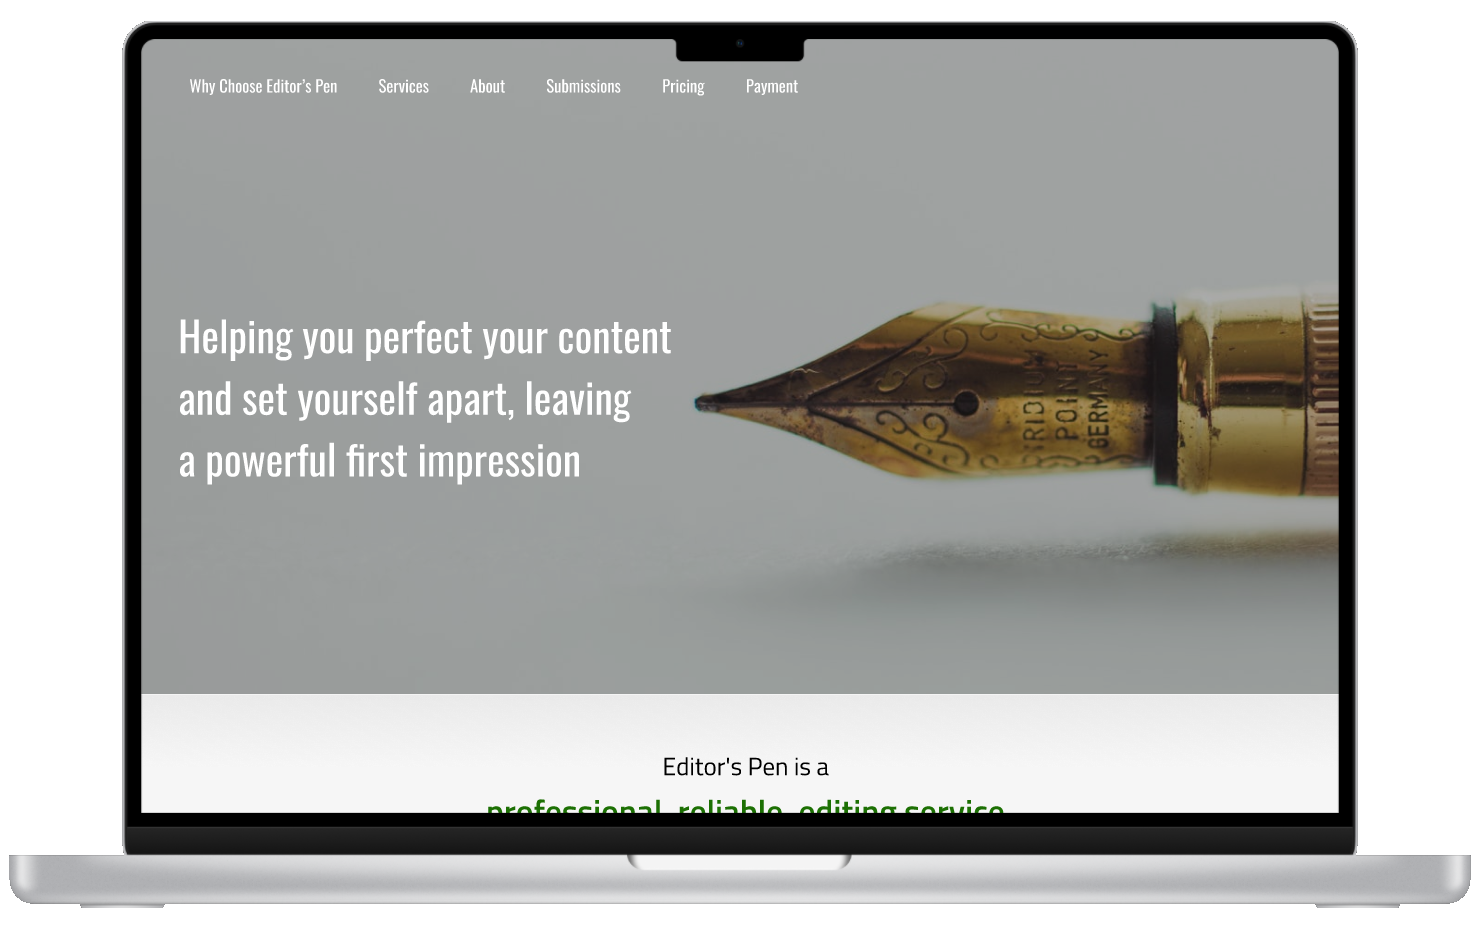 Why Choose Editor’s Pen Services About Submissions Pricing Payment
Helping you perfect your content
and set yourself apart, leaving
a powerful first impression
IRIDIUM
POINT
GERMANY
Editor's Pen is a
professional, reliable, editing service